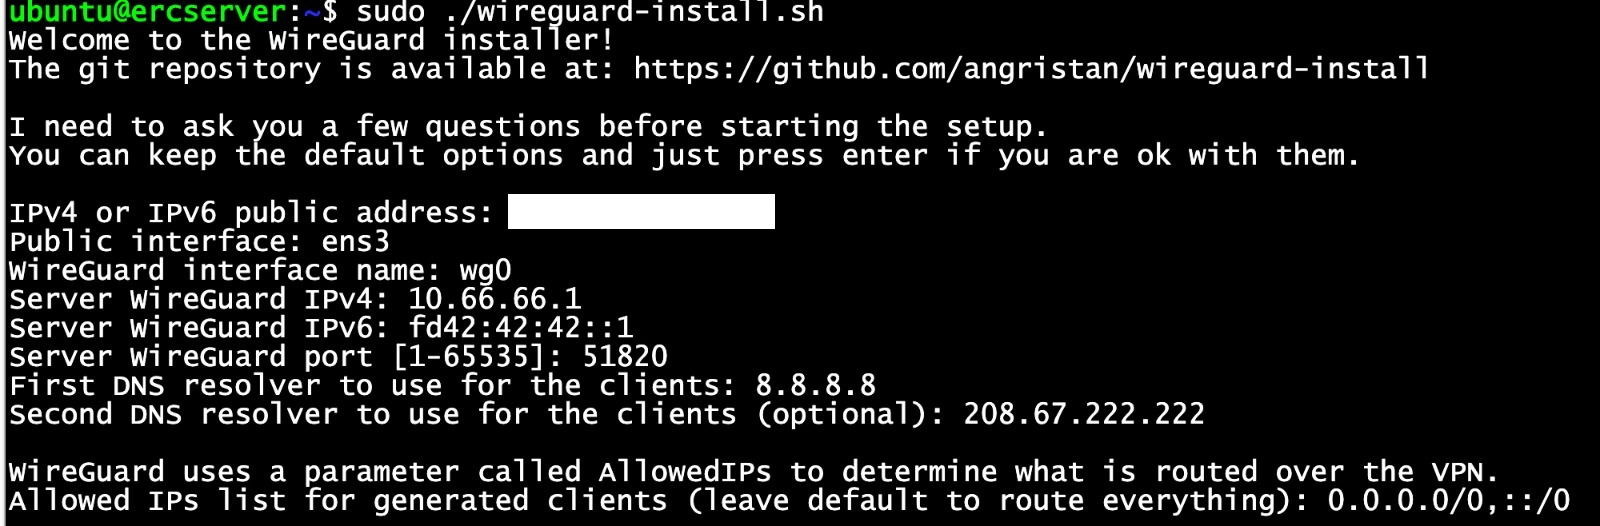 ubuntu@ercserver:~$ sudo ./wireguard-install.sh
Welcome to the WireGuard installer!
The git repository is available at: https://github.com/angristan/wireguard-install
I need to ask you a few questions before starting the setup.
You can keep the default options and just press enter if you are ok with them.
IPv4 or IPv6 public address:
Public interface: ens3
WireGuard interface name: wg0
Server WireGuard IPv4: 10.66.66.1
Server WireGuard IPv6: fd42:42:42::1
Server WireGuard port [1-65535]: 51820
First DNS resolver to use for the clients: 8.8.8.8
Second DNS resolver to use for the clients (optional): 208.67.222.222
WireGuard uses a parameter called AllowedIPs to determine what is routed over the VPN.
Allowed IPs list for generated clients (leave default to route everything): 0.0.0.0/0,::/0